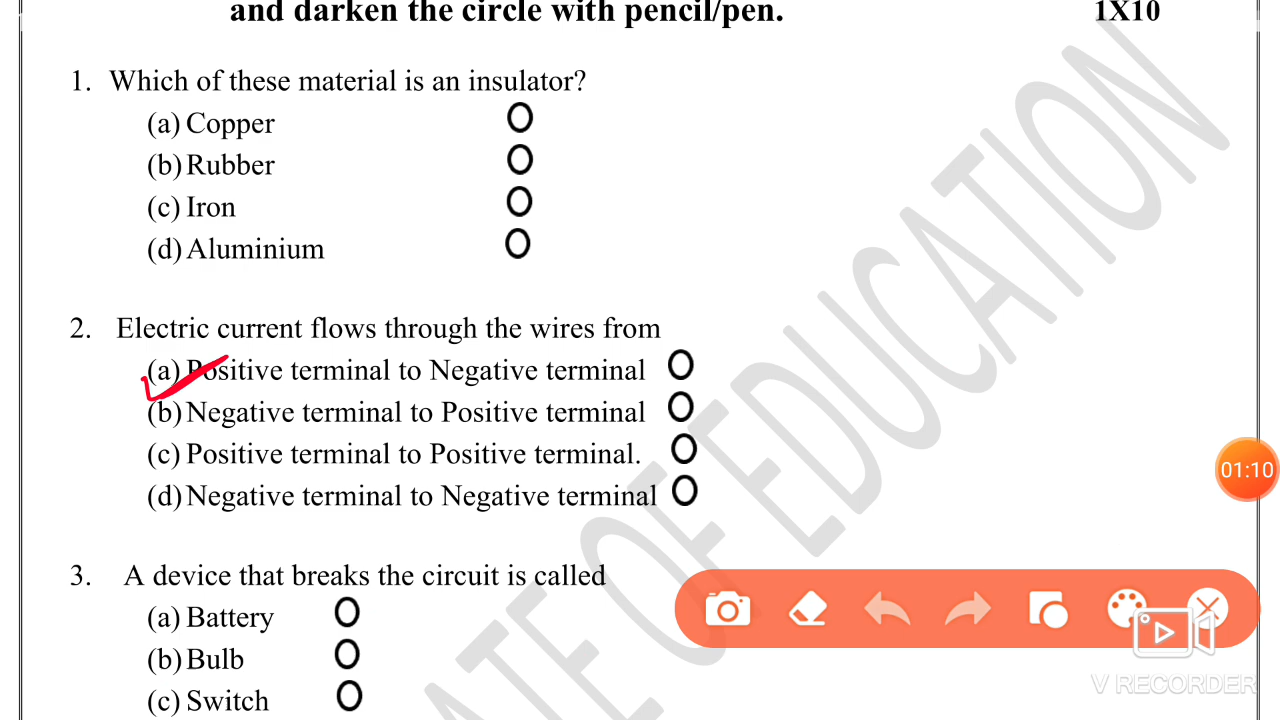 and darken the circle with pencil/pen. 1X10
1. Which of these material is an insulator?
(a) Copper
(b) Rubber
(c) Iron
(d) Aluminium
2. Electric current flows through the wires from
(a) Positive terminal to Negative terminal
(b) Negative terminal to Positive terminal
(c) Positive terminal to Positive terminal.
(d) Negative terminal to Negative terminal
01:10
3. A device that breaks the circuit is called
(a) Battery
(b) Bulb
(c) Switch
V RECORDER
OF EDUCATION